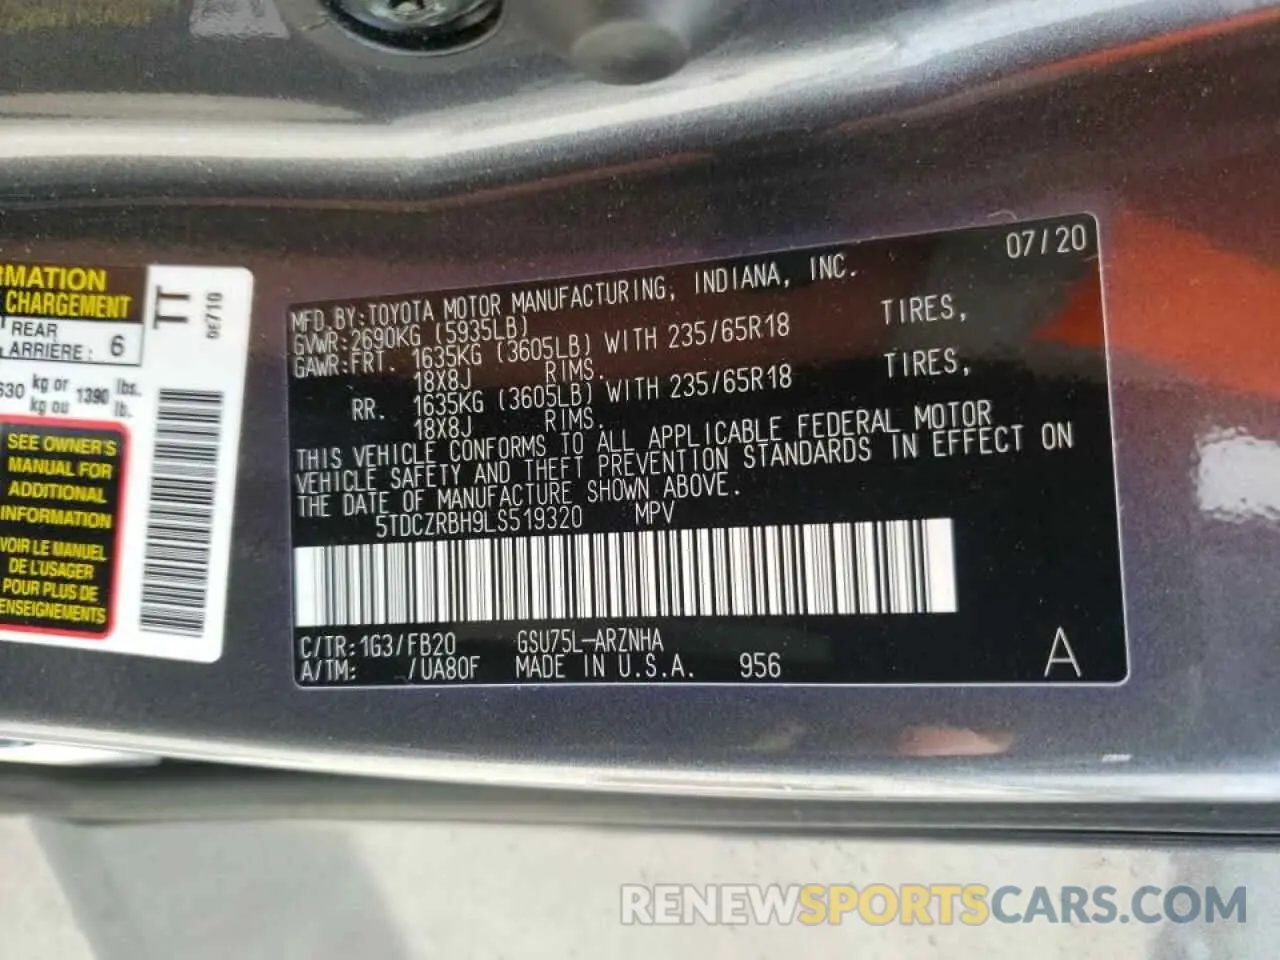 RMATION
CHARGEMENT
REAR
ARRIÈRE : 6
630 kg or 1390 lbs.
kg ou lb.
SEE OWNER'S
MANUAL FOR
ADDITIONAL
INFORMATION
VOIR LE MANUEL
DE L'USAGER
POUR PLUS DE
ENSEIGNEMENTS
TT
0E710
07/20
MFD.BY:TOYOTA MOTOR MANUFACTURING, INDIANA, INC.
GVWR:2690KG (5935LB)
GAWR:FRT. 1635KG (3605LB) WITH 235/65R18 TIRES,
18X8J RIMS.
RR. 1635KG (3605LB) WITH 235/65R18 TIRES,
18X8J RIMS.
THIS VEHICLE CONFORMS TO ALL APPLICABLE FEDERAL MOTOR
VEHICLE SAFETY AND THEFT PREVENTION STANDARDS IN EFFECT ON
THE DATE OF MANUFACTURE SHOWN ABOVE.
5TDCZRBH9LS519320 MPV
C/TR:1G3/FB20 GSU75L-ARZNHA
A/TM: /UA80F MADE IN U.S.A. 956
A
RENEWSPORTSCARS.COM